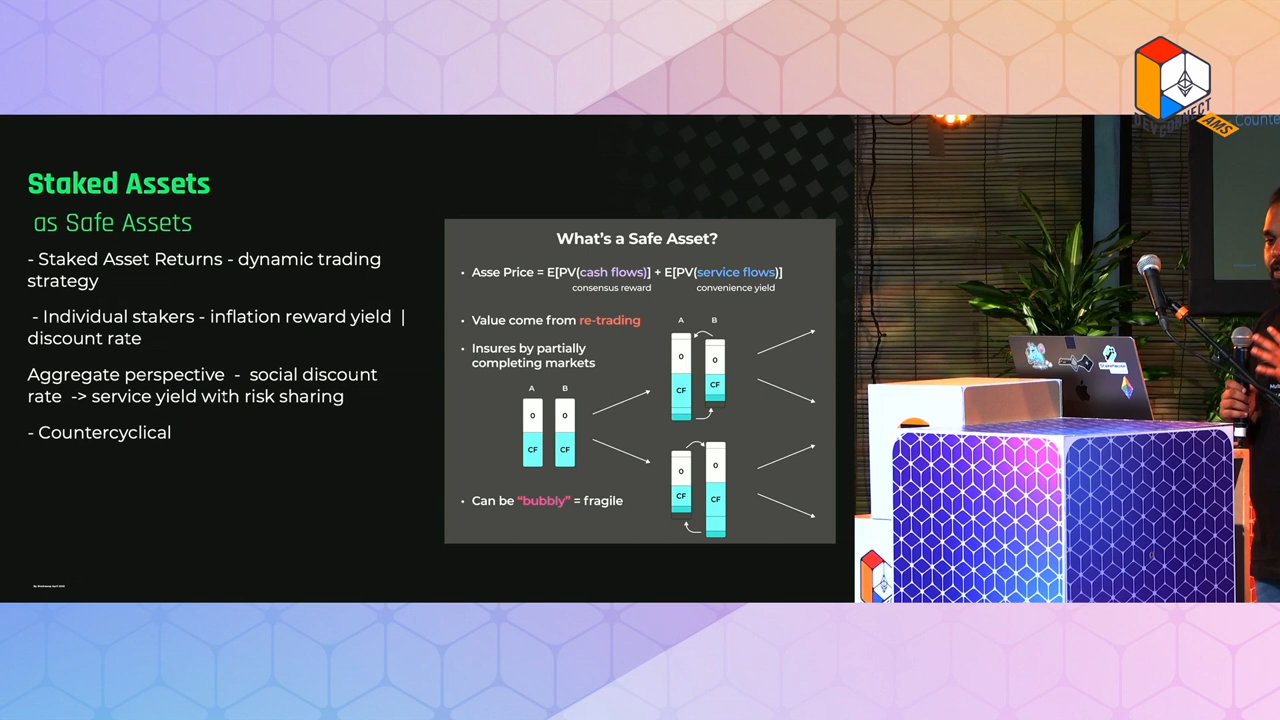 DEVCONNECT
AMS
Counte
Staked Assets
as Safe Assets
- Staked Asset Returns - dynamic trading
strategy
- Individual stakers - inflation reward yield |
discount rate
Aggregate perspective - social discount
rate -> service yield with risk sharing
- Countercyclical
What's a Safe Asset?
• Asse Price = E[PV(cash flows)] + E[PV(service flows)]
consensus reward convenience yield
• Value come from re-trading
• Insures by partially
completing markets
A B
0 0
CF CF
A B
0 0
CF CF
0 0
CF CF
• Can be "bubbly" = fragile